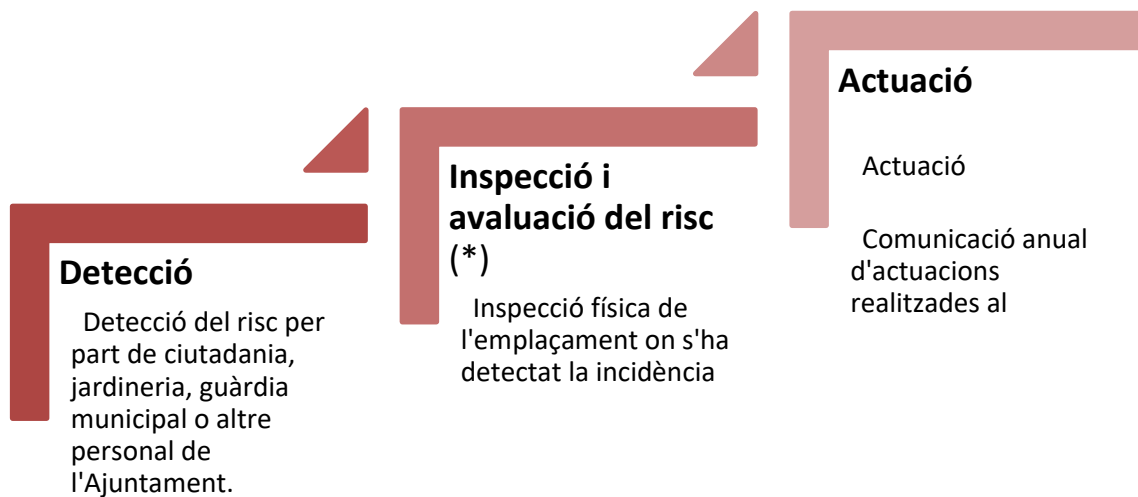 Detecció
Detecció del risc per
part de ciutadania,
jardineria, guàrdia
municipal o altre
personal de
l'Ajuntament.
Inspecció i
avaluació del risc
(*)
Inspecció física de
l'emplaçament on s'ha
detectat la incidència
Actuació
Actuació
Comunicació anual
d'actuacions
realitzades al